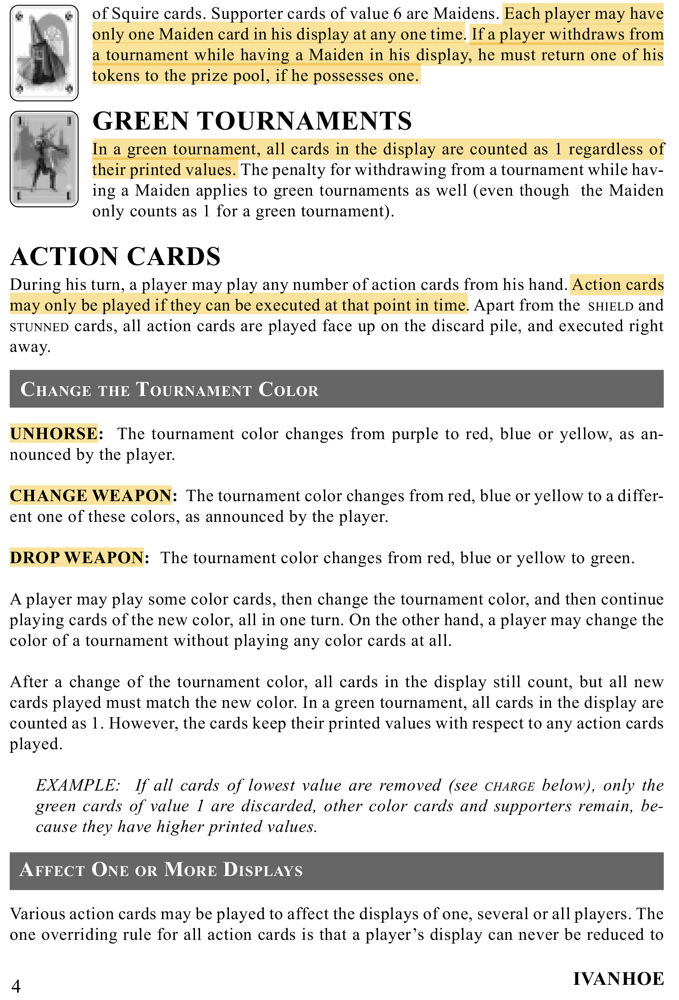 of Squire cards. Supporter cards of value 6 are Maidens. Each player may have
only one Maiden card in his display at any one time. If a player withdraws from
a tournament while having a Maiden in his display, he must return one of his
tokens to the prize pool, if he possesses one.
GREEN TOURNAMENTS
1 1
In a green tournament, all cards in the display are counted as 1 regardless of
their printed values. The penalty for withdrawing from a tournament while hav-
ing a Maiden applies to green tournaments as well (even though the Maiden
only counts as 1 for a green tournament).
1 1
ACTION CARDS
During his turn, a player may play any number of action cards from his hand. Action cards
may only be played if they can be executed at that point in time. Apart from the SHIELD and
STUNNED cards, all action cards are played face up on the discard pile, and executed right
away.
CHANGE THE TOURNAMENT COLOR
UNHORSE: The tournament color changes from purple to red, blue or yellow, as an-
nounced by the player.
CHANGE WEAPON: The tournament color changes from red, blue or yellow to a differ-
ent one of these colors, as announced by the player.
DROP WEAPON: The tournament color changes from red, blue or yellow to green.
A player may play some color cards, then change the tournament color, and then continue
playing cards of the new color, all in one turn. On the other hand, a player may change the
color of a tournament without playing any color cards at all.
After a change of the tournament color, all cards in the display still count, but all new
cards played must match the new color. In a green tournament, all cards in the display are
counted as 1. However, the cards keep their printed values with respect to any action cards
played.
EXAMPLE: If all cards of lowest value are removed (see CHARGE below), only the
green cards of value 1 are discarded, other color cards and supporters remain, be-
cause they have higher printed values.
AFFECT ONE OR MORE DISPLAYS
Various action cards may be played to affect the displays of one, several or all players. The
one overriding rule for all action cards is that a player's display can never be reduced to
IVANHOE
4